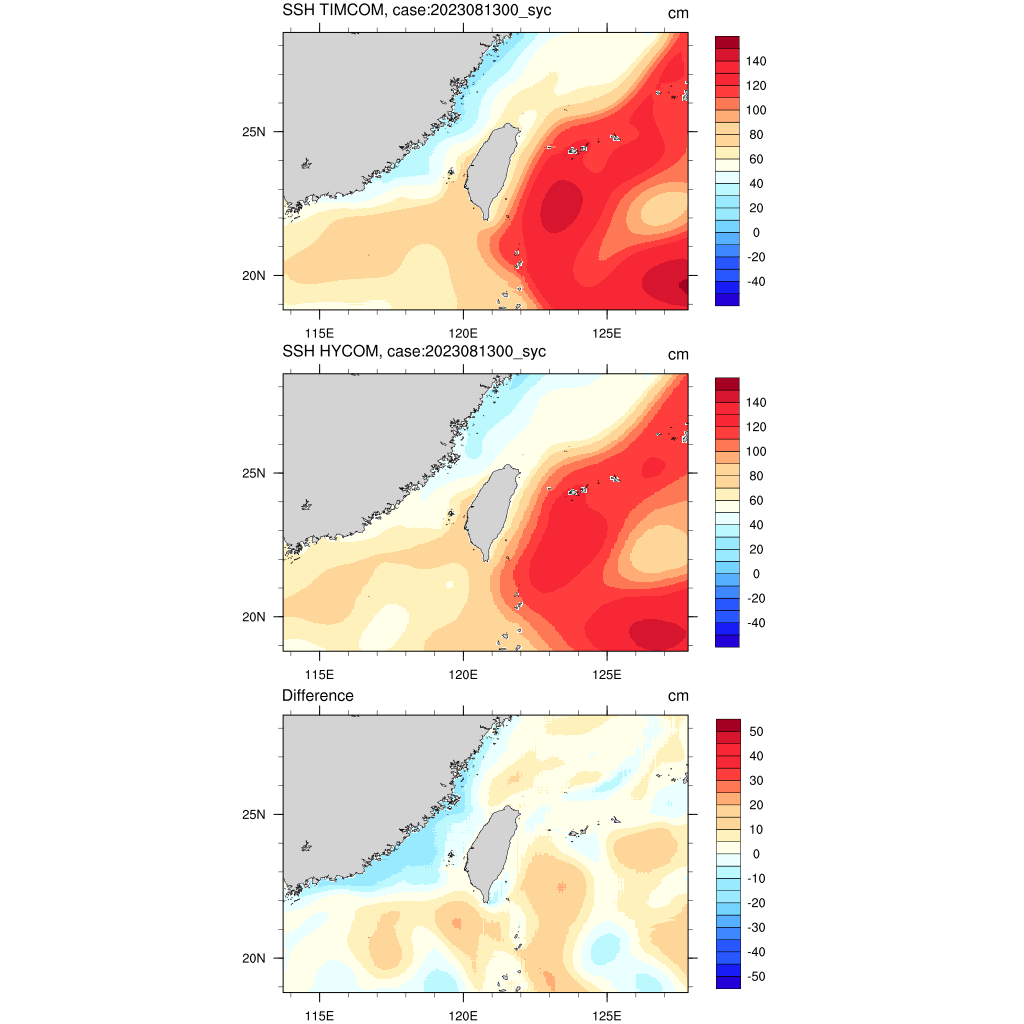 SSH TIMCOM, case:2023081300_syc cm
140
120
25N 100
80
60
40
20
0
20N -20
-40
115E 120E 125E
SSH HYCOM, case:2023081300_syc cm
140
120
25N 100
80
60
40
20
0
20N -20
-40
115E 120E 125E
Difference cm
50
40
30
25N 20
10
0
-10
-20
-30
20N -40
-50
115E 120E 125E